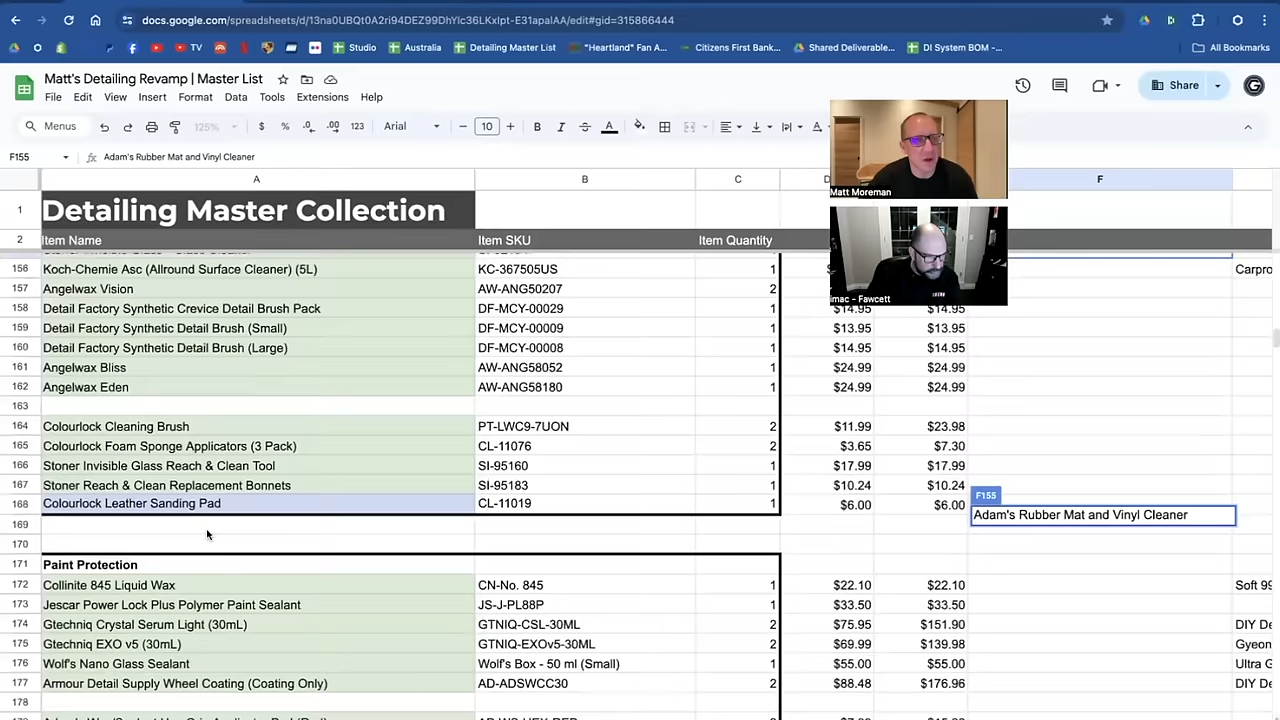 docs.google.com/spreadsheets/d/13na0UBQt0A2ri94DEZ99DhYlc36LKxlpt-E31apalAA/edit#gid=315866444
TV Studio Australia Detailing Master List "Heartland" Fan A... Citizens First Bank... Shared Deliverable... DI System BOM –... All Bookmarks
Matt's Detailing Revamp | Master List
File Edit View Insert Format Data Tools Extensions Help
Share
Menus 125% $ % .0 .00 123 Arial 10 B I A
F155 fx Adam's Rubber Mat and Vinyl Cleaner
A B C D F
1 Detailing Master Collection
2 Item Name Item SKU Item Quantity
Matt Moreman
imac - Fawcett
156 Koch-Chemie Asc (Allround Surface Cleaner) (5L) KC-367505US 1 Carpro
157 Angelwax Vision AW-ANG50207 2
158 Detail Factory Synthetic Crevice Detail Brush Pack DF-MCY-00029 1 $14.95 $14.95
159 Detail Factory Synthetic Detail Brush (Small) DF-MCY-00009 1 $13.95 $13.95
160 Detail Factory Synthetic Detail Brush (Large) DF-MCY-00008 1 $14.95 $14.95
161 Angelwax Bliss AW-ANG58052 1 $24.99 $24.99
162 Angelwax Eden AW-ANG58180 1 $24.99 $24.99
163
164 Colourlock Cleaning Brush PT-LWC9-7UON 2 $11.99 $23.98
165 Colourlock Foam Sponge Applicators (3 Pack) CL-11076 2 $3.65 $7.30
166 Stoner Invisible Glass Reach & Clean Tool SI-95160 1 $17.99 $17.99
167 Stoner Reach & Clean Replacement Bonnets SI-95183 1 $10.24 $10.24
168 Colourlock Leather Sanding Pad CL-11019 1 $6.00 $6.00
F155
Adam's Rubber Mat and Vinyl Cleaner
169
170
171 Paint Protection
172 Collinite 845 Liquid Wax CN-No. 845 1 $22.10 $22.10 Soft 99
173 Jescar Power Lock Plus Polymer Paint Sealant JS-J-PL88P 1 $33.50 $33.50
174 Gtechniq Crystal Serum Light (30mL) GTNIQ-CSL-30ML 2 $75.95 $151.90 DIY De
175 Gtechniq EXO v5 (30mL) GTNIQ-EXOv5-30ML 2 $69.99 $139.98 Gyeon
176 Wolf's Nano Glass Sealant Wolf's Box - 50 ml (Small) 1 $55.00 $55.00 Ultra G
177 Armour Detail Supply Wheel Coating (Coating Only) AD-ADSWCC30 2 $88.48 $176.96 DIY De
178